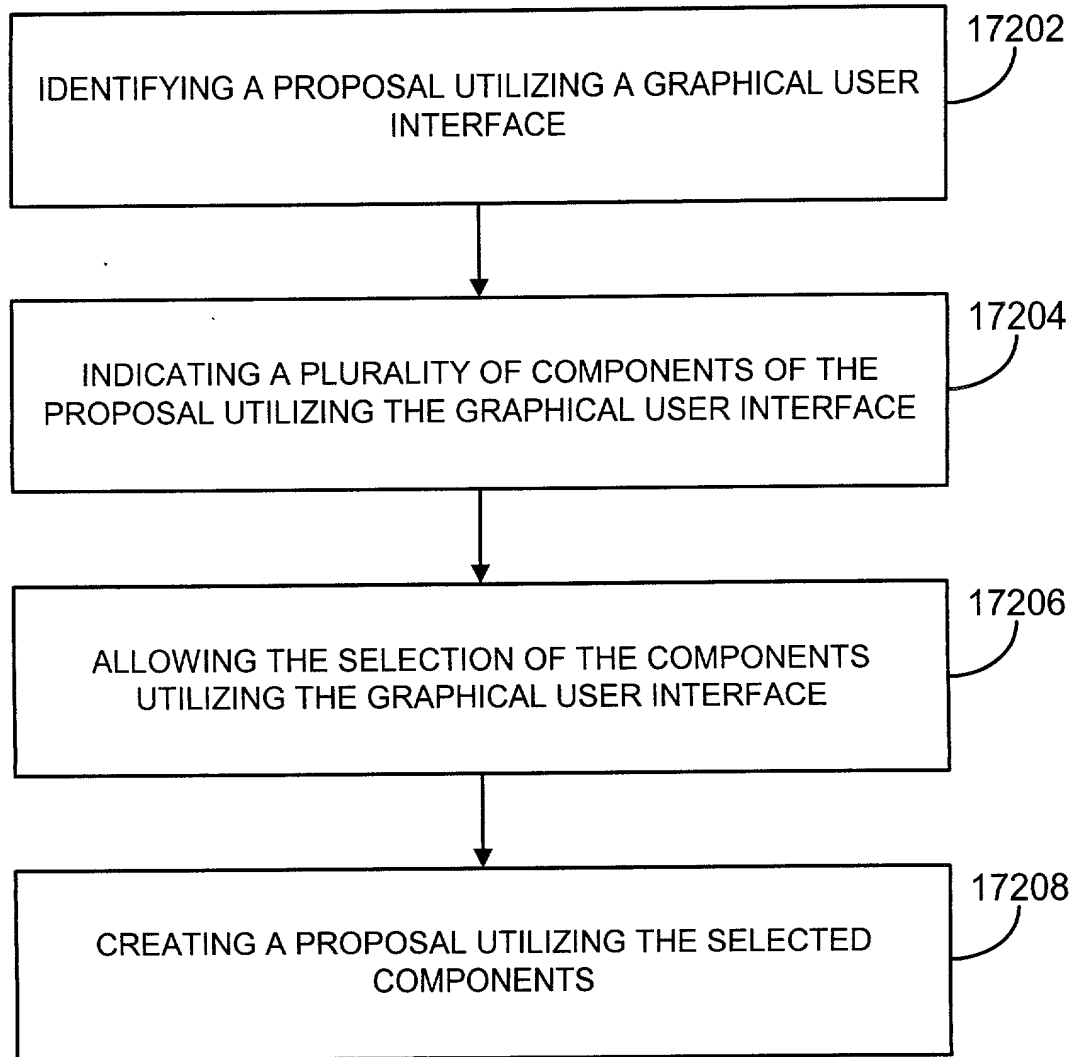 17202
IDENTIFYING A PROPOSAL UTILIZING A GRAPHICAL USER
INTERFACE
17204
INDICATING A PLURALITY OF COMPONENTS OF THE
PROPOSAL UTILIZING THE GRAPHICAL USER INTERFACE
17206
ALLOWING THE SELECTION OF THE COMPONENTS
UTILIZING THE GRAPHICAL USER INTERFACE
17208
CREATING A PROPOSAL UTILIZING THE SELECTED
COMPONENTS